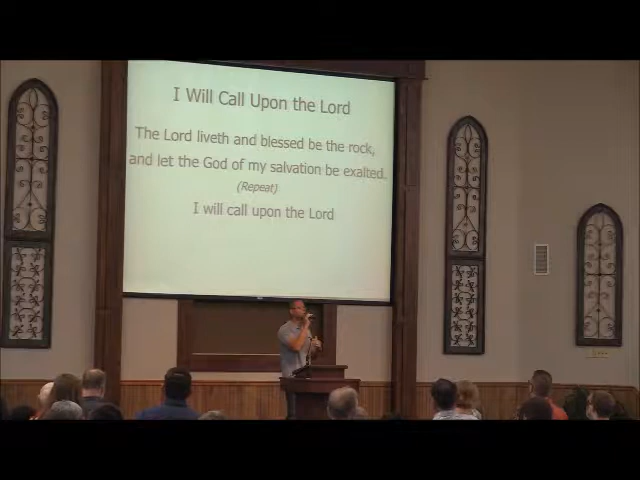 I Will Call Upon the Lord
The Lord liveth and blessed be the rock,
and let the God of my salvation be exalted.
(Repeat)
I will call upon the Lord